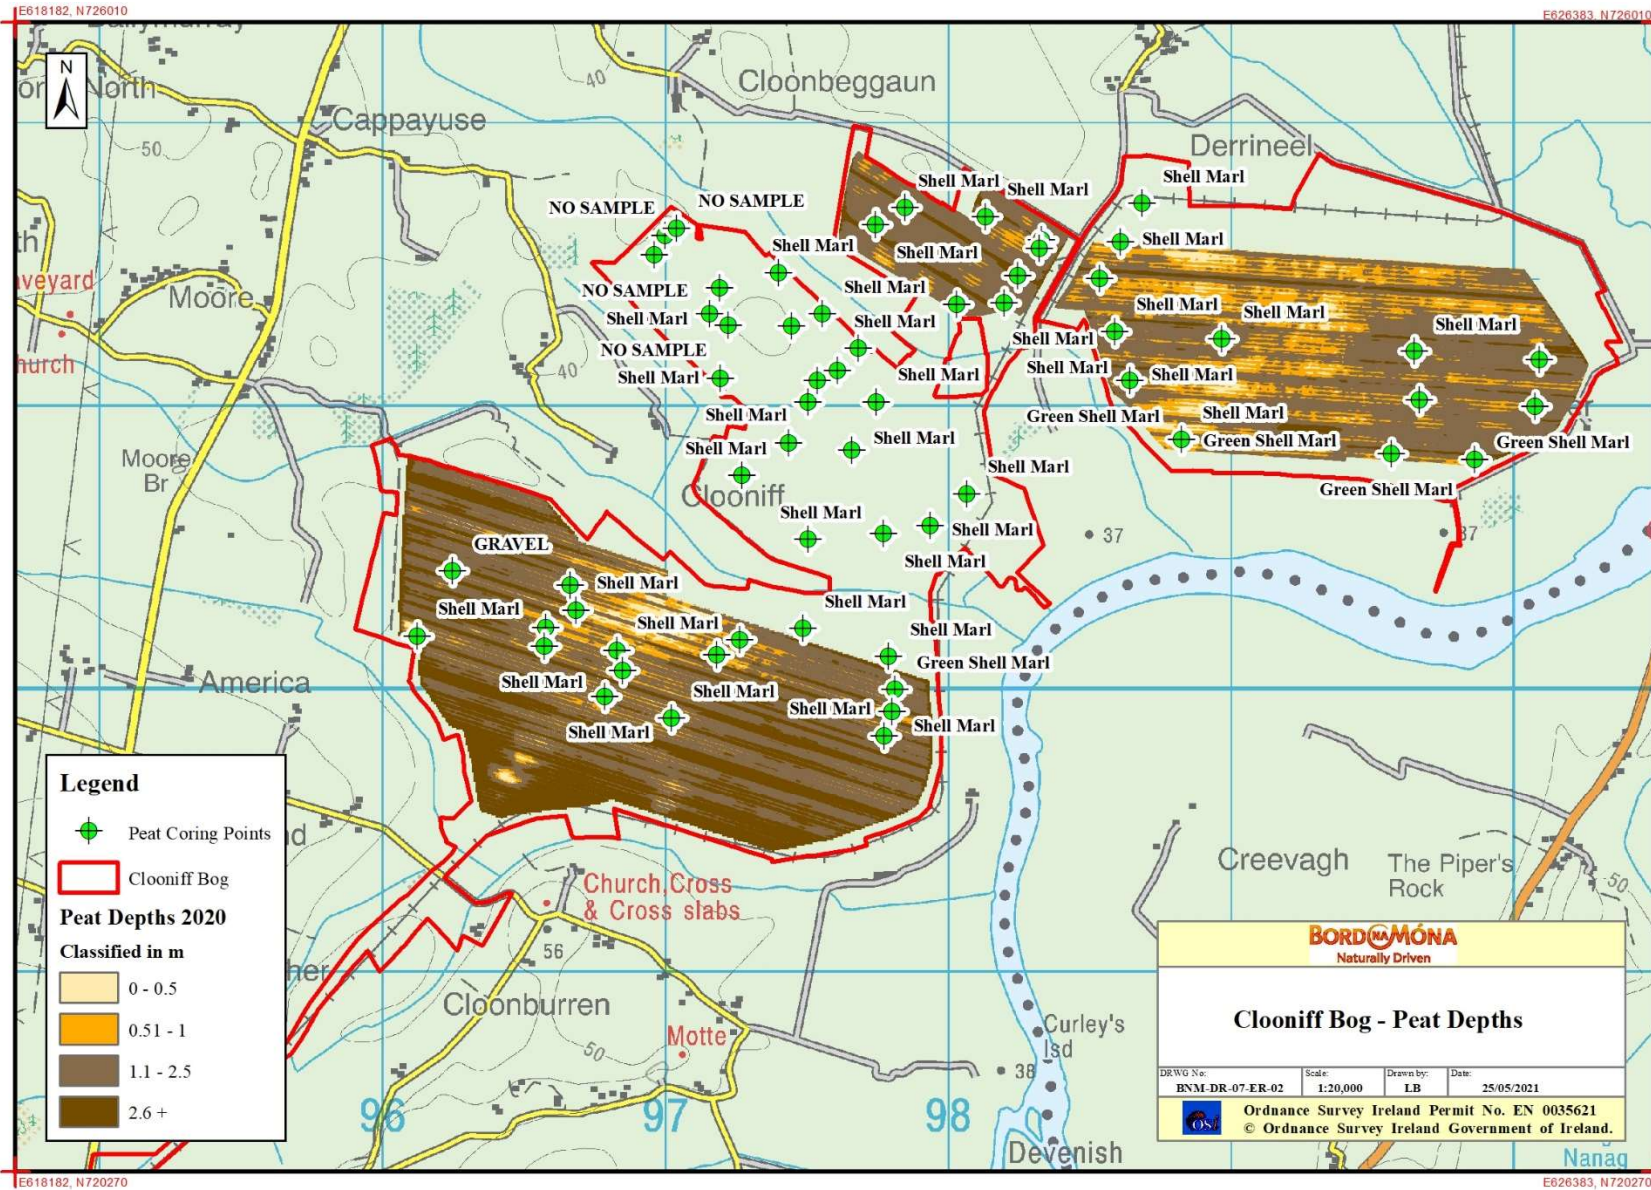 E618182, N726010
E626383, N726010
N
North
Cloonbeggaun
40
Cappayuse
50
Derrineel
Shell Marl
Shell Marl
Shell Marl
NO SAMPLE
NO SAMPLE
Shell Marl
Shell Marl
Shell Marl
NO SAMPLE
Shell Marl
Moore
Shell Marl
Shell Marl
Shell Marl
Shell Marl
Shell Marl
Shell Marl
NO SAMPLE
Shell Marl
Shell Marl
40
Shell Marl
Shell Marl
Shell Marl
Shell Marl
Green Shell Marl
Shell Marl
Shell Marl
Shell Marl
Green Shell Marl
Green Shell Marl
Moore
Br
Shell Marl
Green Shell Marl
Clooniff
Shell Marl
Shell Marl
37
37
GRAVEL
Shell Marl
Shell Marl
Shell Marl
Shell Marl
Shell Marl
Shell Marl
Green Shell Marl
America
Shell Marl
Shell Marl
Shell Marl
Shell Marl
Shell Marl
Legend
Peat Coring Points
Clooniff Bog
Peat Depths 2020
Classified in m
0 - 0.5
0.51 - 1
1.1 - 2.5
2.6 +
Church,Cross
& Cross slabs
56
Cloonburren
Motte
50
Creevagh
The Piper's
Rock
50
Curley's
Isd
38
96
97
98
Devenish
BORD NA MÓNA
Naturally Driven
Clooniff Bog - Peat Depths
DRWG No:
BNM-DR-07-ER-02
Scale:
1:20,000
Drawn by:
LB
Date:
25/05/2021
OSi
Ordnance Survey Ireland Permit No. EN 0035621
© Ordnance Survey Ireland Government of Ireland.
Nanag
E618182, N720270
E626383, N720270